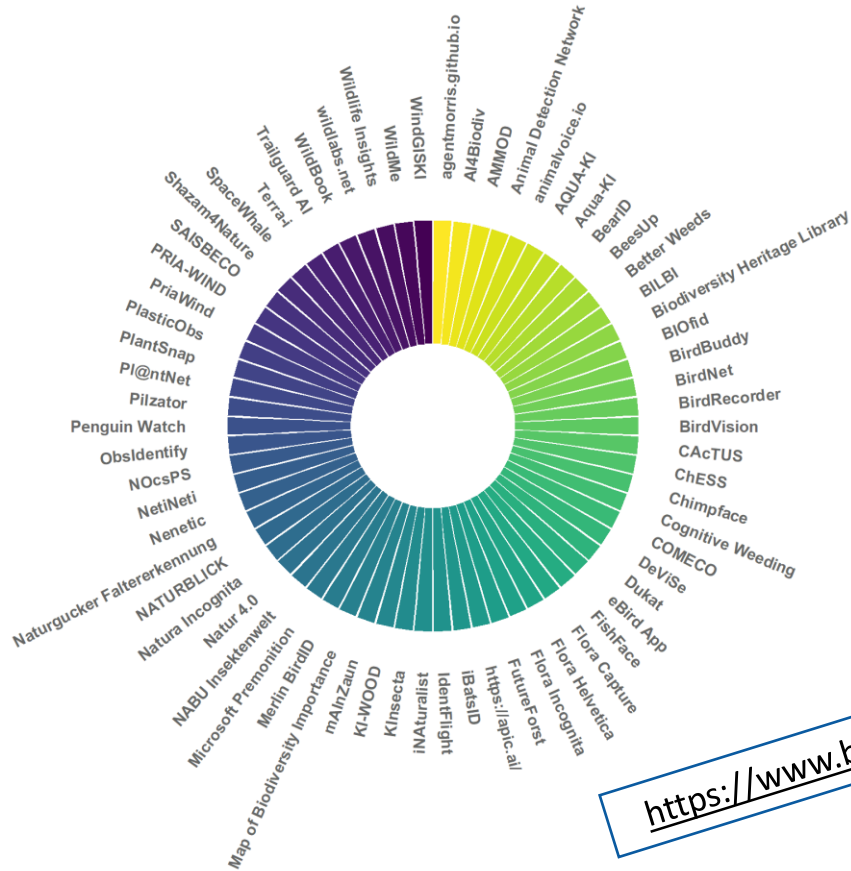 agentmorris.github.io
AI4Biodiv
AMMOD
Animal Detection Network
animalvoice.io
AQUA-KI
Aqua-KI
BearID
BeesUp
Better Weeds
BILBI
Biodiversity Heritage Library
BIOfid
BirdBuddy
BirdNet
BirdRecorder
BirdVision
CAcTUS
ChESS
Chimpface
Cognitive Weeding
COMECO
DeViSe
Dukat
eBird App
FishFace
Flora Capture
Flora Helvetica
Flora Incognita
FutureForst
https://apic.ai/
iBatsID
IdentFlight
iNAturalist
KInsecta
KI-WOOD
mAInZaun
Map of Biodiversity Importance
Merlin BirdID
Microsoft Premonition
NABU Insektenwelt
Natur 4.0
Natura Incognita
NATURBLICK
Naturgucker Faltererkennung
Nenetic
NetiNeti
NOcsPS
ObsIdentify
Penguin Watch
Pilzator
Pl@ntNet
PlantSnap
PlasticObs
PriaWind
PRIA-WIND
SAISBECO
Shazam4Nature
SpaceWhale
Terra-i
Trailguard AI
WildBook
wildlabs.net
Wildlife Insights
WildMe
WindGISKI
https://www.b